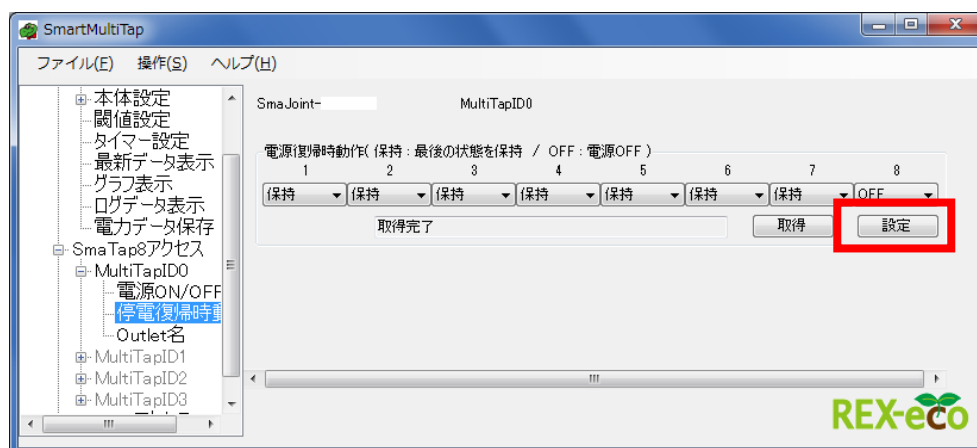 SmartMultiTap
ファイル(F) 操作(S) ヘルプ(H)
本体設定
閾値設定
タイマー設定
最新データ表示
グラフ表示
ログデータ表示
電力データ保存
SmaTap8アクセス
MultiTapID0
電源ON/OFF
停電復帰時動
Outlet名
MultiTapID1
MultiTapID2
MultiTapID3
SmaJoint- MultiTapID0
電源復帰時動作( 保持 : 最後の状態を保持 / OFF : 電源OFF )
1 2 3 4 5 6 7 8
保持 保持 保持 保持 保持 保持 保持 OFF
取得完了 取得 設定
REX-eco